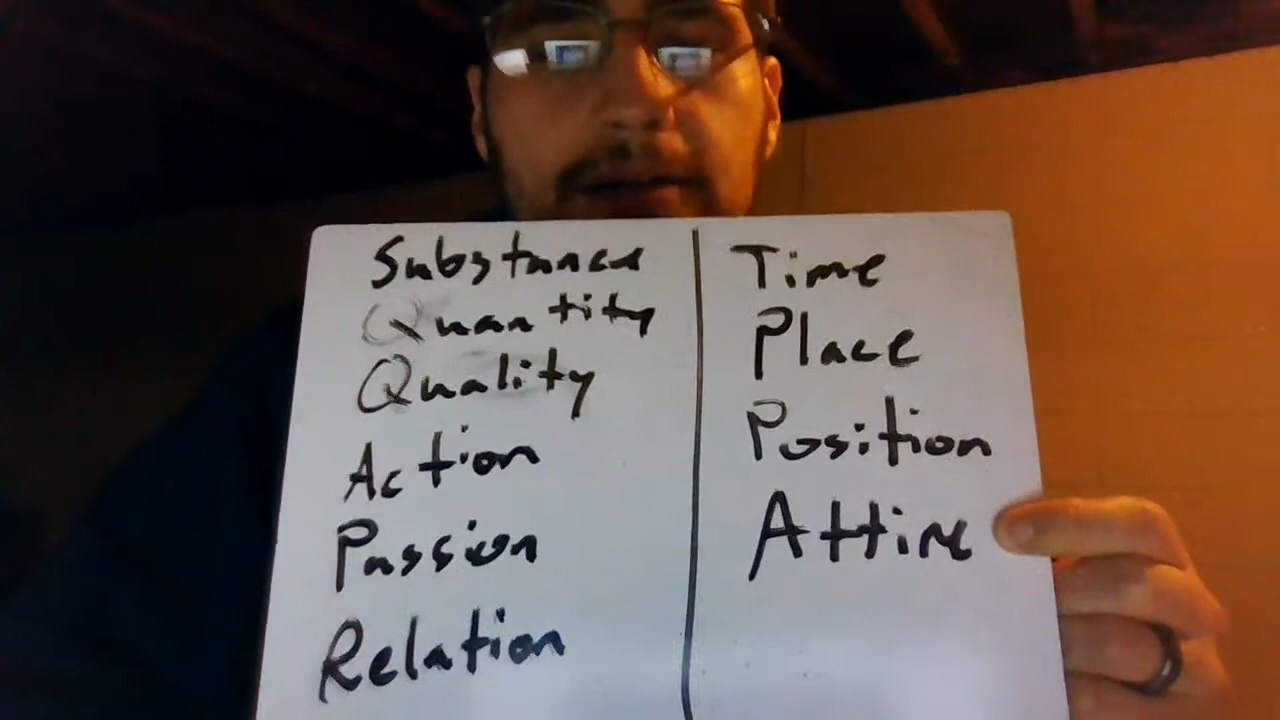 Substance
Quantity
Quality
Action
Passion
Relation
Time
Place
Position
Attire